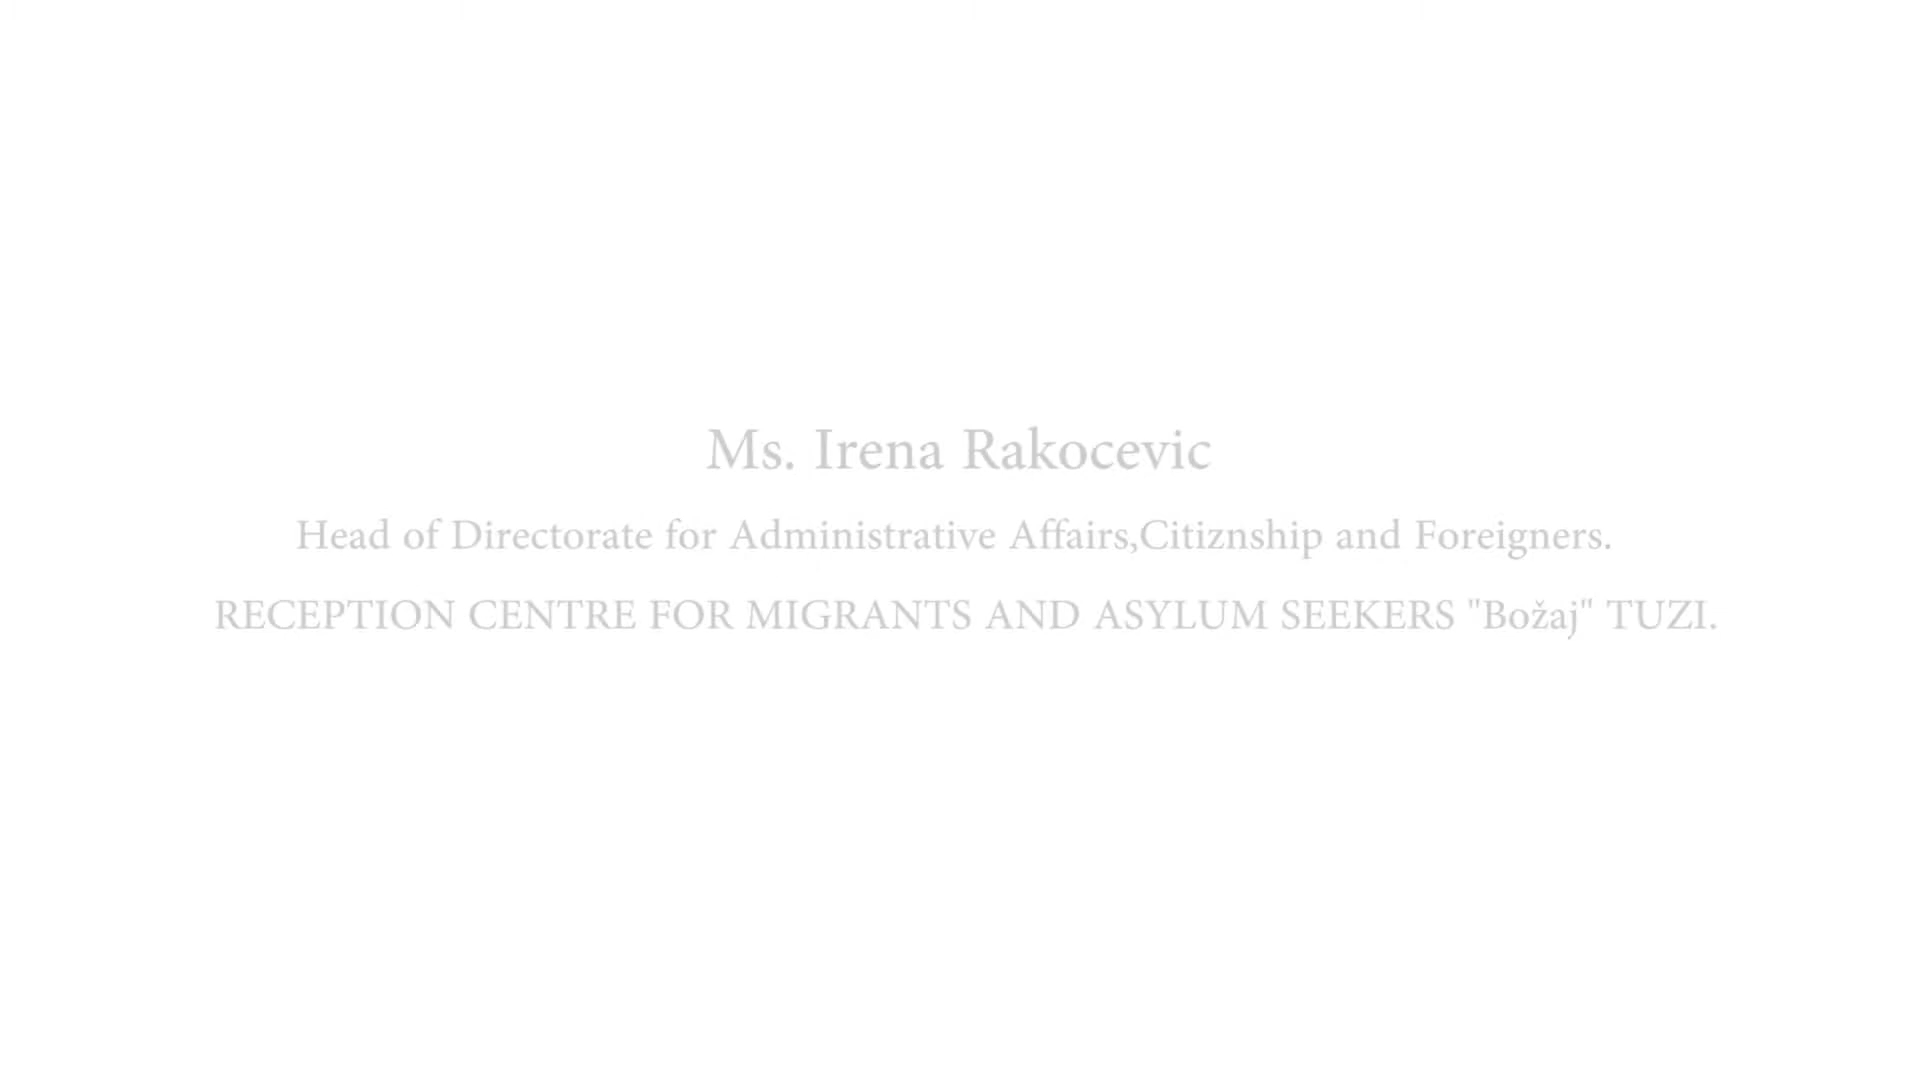 Ms. Irena Rakocevic
Head of Directorate for Administrative Affairs,Citiznship and Foreigners.
RECEPTION CENTRE FOR MIGRANTS AND ASYLUM SEEKERS "Božaj" TUZI.